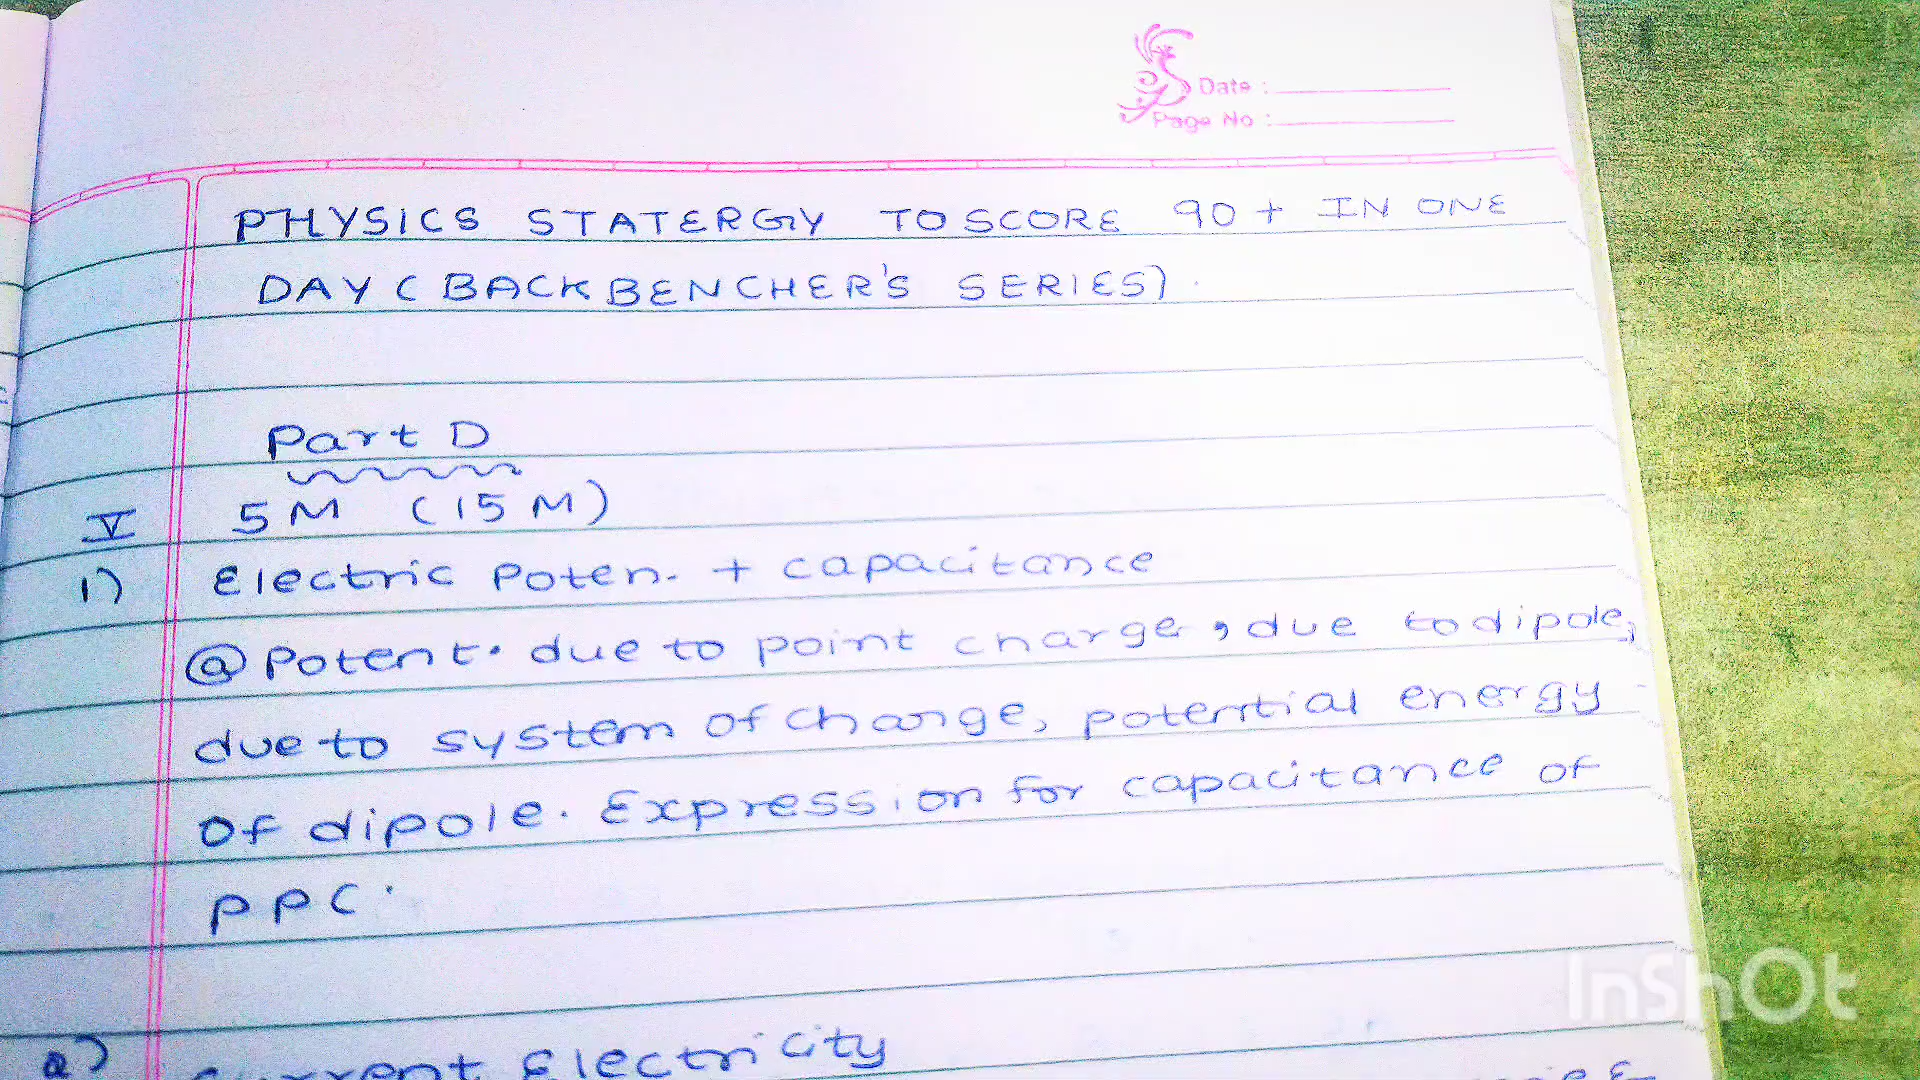 Date :
Page No :
PHYSICS STATERGY TO SCORE 90+ IN ONE
DAY (BACKBENCHER'S SERIES)
Part D
V 5M (15M)
1) Electric Poten. + capacitance
@ Potent. due to point charge, due to dipole,
due to system of charge, potential energy
of dipole. Expression for capacitance of
PPC.
2) Current Electricity
InShOt